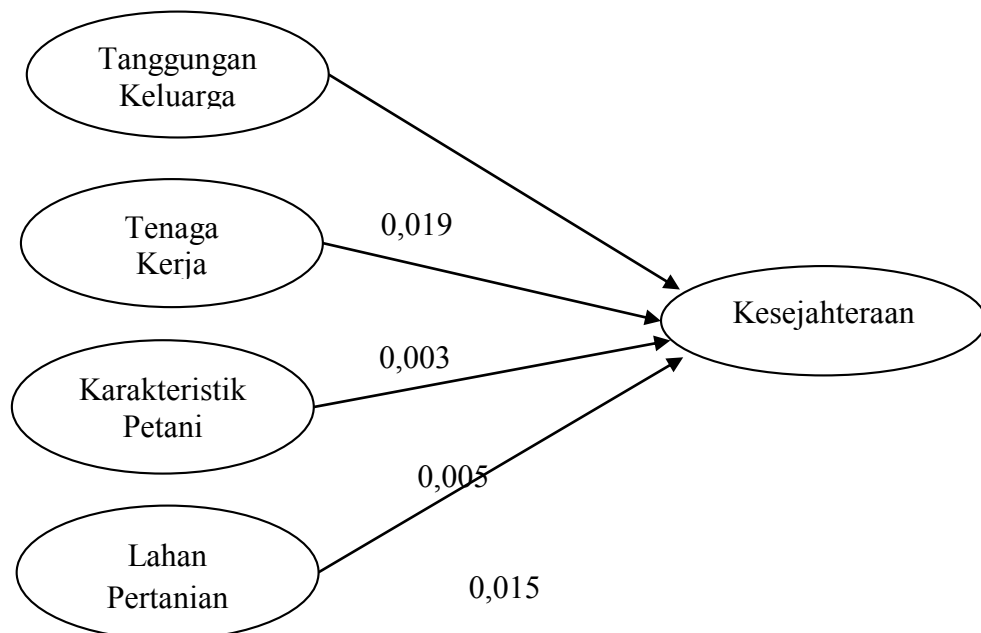 Tanggungan
Keluarga
Tenaga
Kerja
0,019
Kesejahteraan
0,003
Karakteristik
Petani
0,005
Lahan
Pertanian
0,015